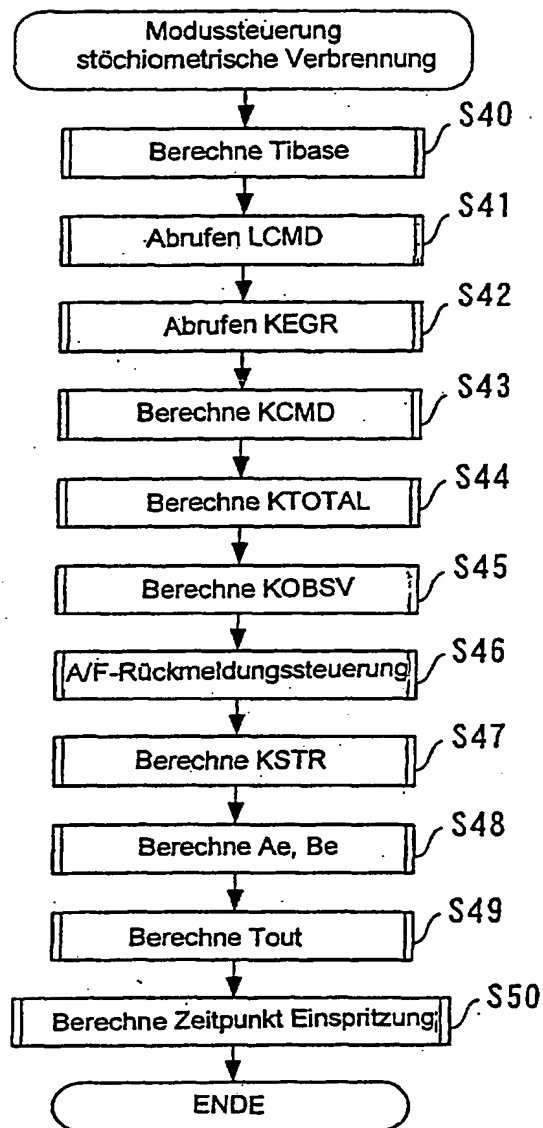 Modussteuerung
stöchiometrische Verbrennung
S40
Berechne Tibase
S41
Abrufen LCMD
S42
Abrufen KEGR
S43
Berechne KCMD
S44
Berechne KTOTAL
S45
Berechne KOBSV
S46
A/F-Rückmeldungssteuerung
S47
Berechne KSTR
S48
Berechne Ae, Be
S49
Berechne Tout
S50
Berechne Zeitpunkt Einspritzung
ENDE